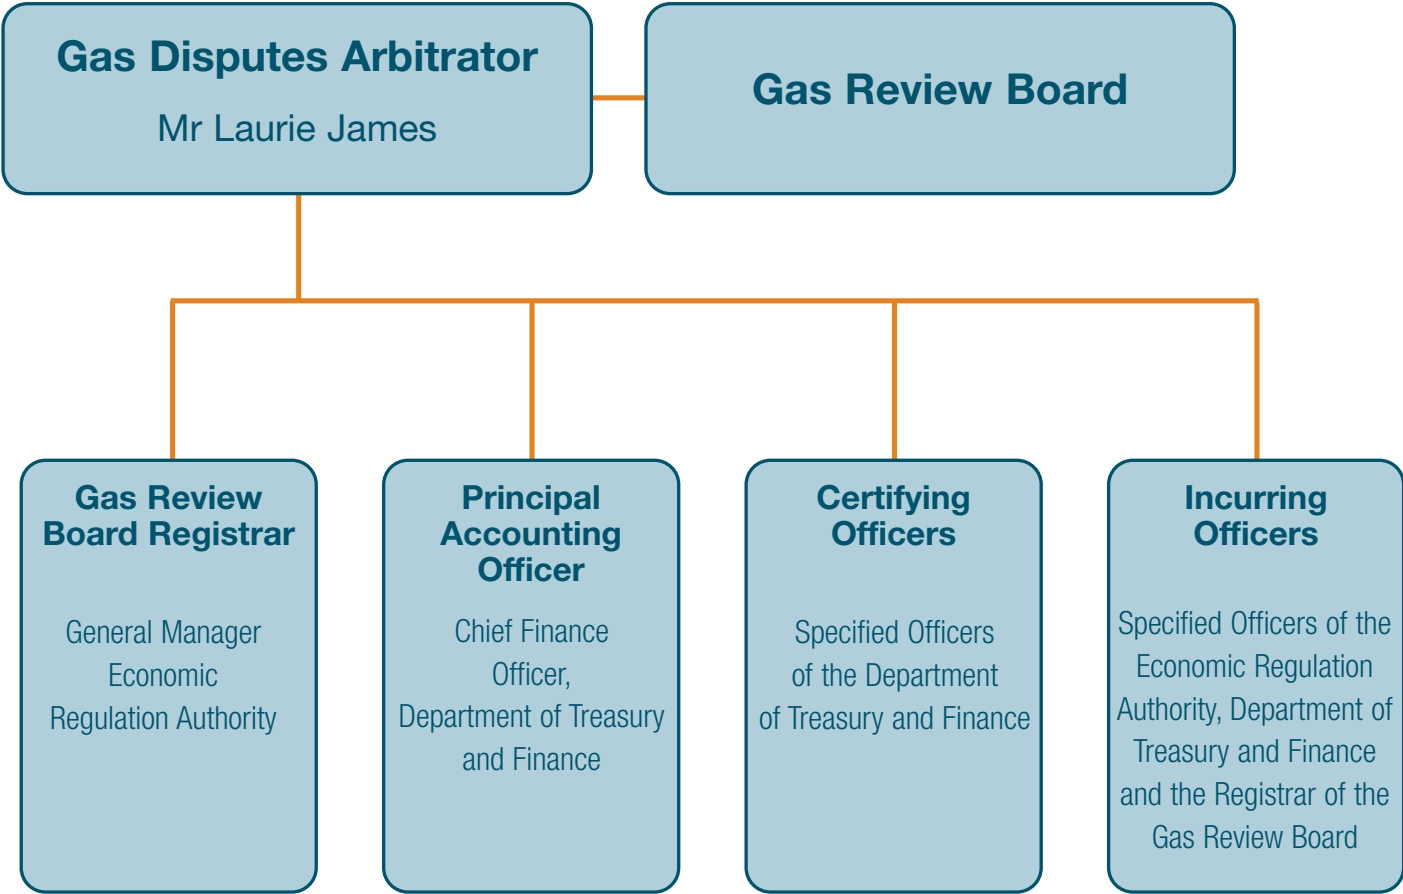 Gas Disputes Arbitrator
Mr Laurie James
Gas Review Board
Gas Review
Board Registrar
General Manager
Economic
Regulation Authority
Principal
Accounting
Officer
Chief Finance
Officer,
Department of Treasury
and Finance
Certifying
Officers
Specified Officers
of the Department
of Treasury and Finance
Incurring
Officers
Specified Officers of the
Economic Regulation
Authority, Department of
Treasury and Finance
and the Registrar of the
Gas Review Board